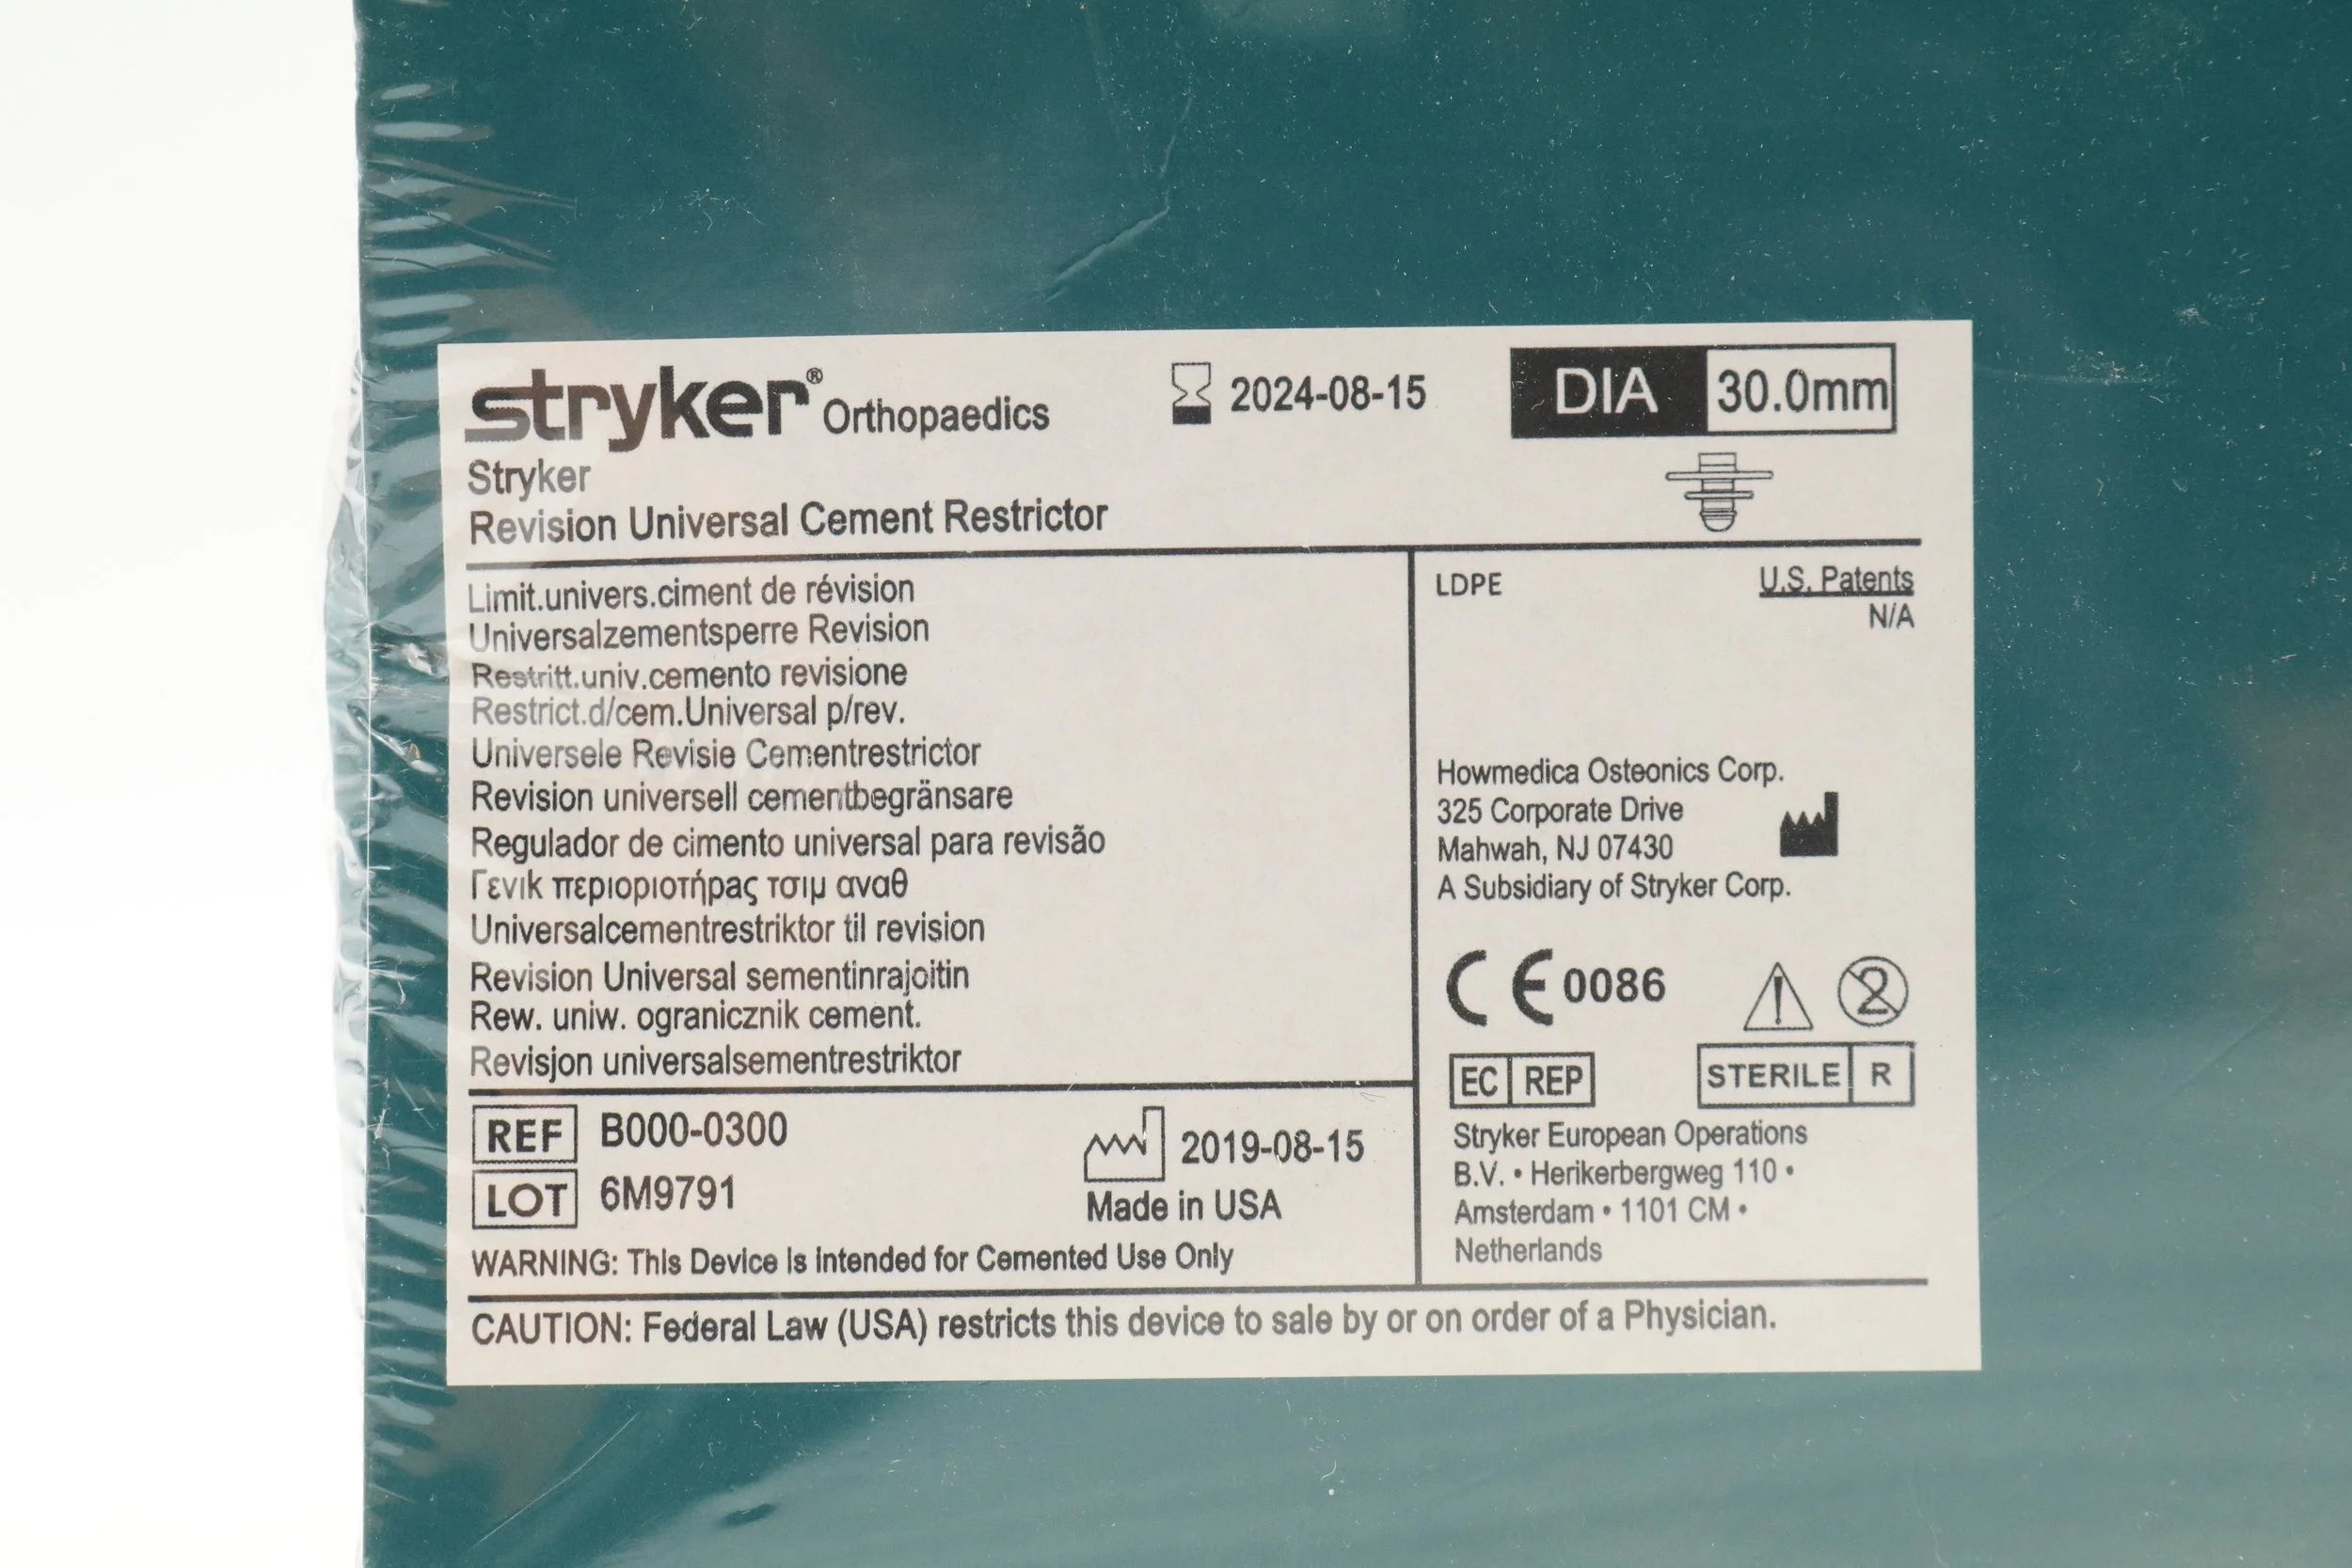 stryker® Orthopaedics
2024-08-15
DIA 30.0mm
Stryker
Revision Universal Cement Restrictor
Limit.univers.ciment de révision
Universalzementsperre Revision
Restritt.univ.cemento revisione
Restrict.d/cem.Universal p/rev.
Universele Revisie Cementrestrictor
Revision universell cementbegränsare
Regulador de cimento universal para revisão
Γενικ περιοριοτήρας τσιμ αναθ
Universalcementrestriktor til revision
Revision Universal sementinrajoitin
Rew. uniw. ogranicznik cement.
Revisjon universalsementrestriktor
REF B000-0300
LOT 6M9791
2019-08-15
Made in USA
WARNING: This Device Is Intended for Cemented Use Only
LDPE
U.S. Patents
N/A
Howmedica Osteonics Corp.
325 Corporate Drive
Mahwah, NJ 07430
A Subsidiary of Stryker Corp.
CE 0086
2
EC REP
STERILE R
Stryker European Operations
B.V. • Herikerbergweg 110 •
Amsterdam • 1101 CM •
Netherlands
CAUTION: Federal Law (USA) restricts this device to sale by or on order of a Physician.